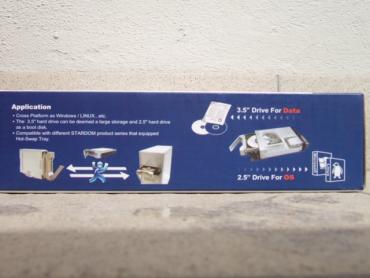 Application
• Cross Platform as Windows / LINUX., etc.
• The 3.5" hard drive can be deemed a large storage and 2.5" hard drive
as a boot disk.
• Compatible with different STARDOM product series that equipped
Hot-Swap Tray.
3.5" Drive For Data
2.5" Drive For OS